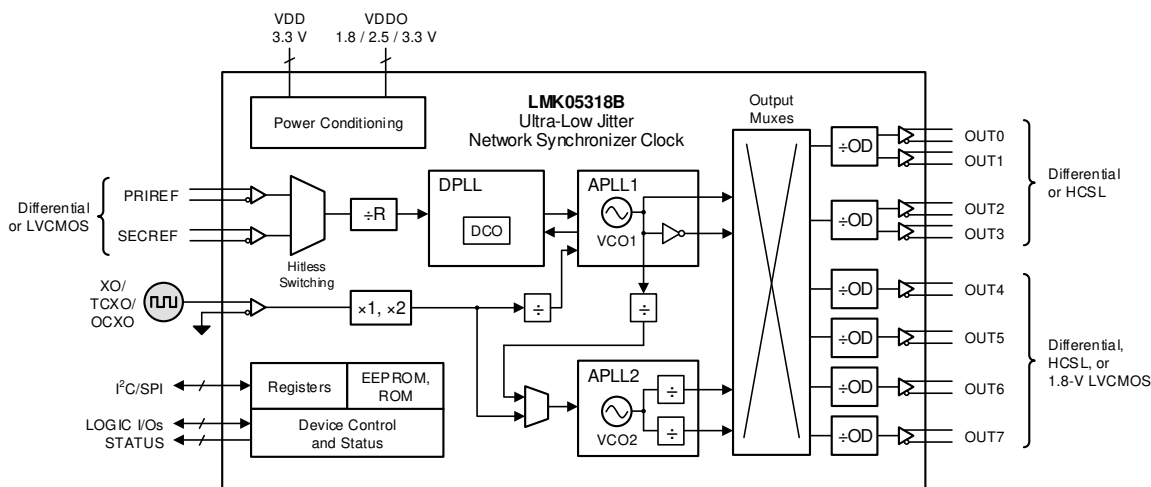 VDD
3.3 V
VDDO
1.8 / 2.5 / 3.3 V
Power Conditioning
LMK05318B
Ultra-Low Jitter
Network Synchronizer Clock
Output
Muxes
Differential
or LVCMOS
PRIREF
SECREF
Hitless
Switching
÷R
DPLL
DCO
APLL1
VCO1
XO/
TCXO/
OCXO
×1, ×2
÷
÷
APLL2
VCO2
÷
÷
I²C/SPI
LOGIC I/Os
STATUS
Registers
EEPROM,
ROM
Device Control
and Status
÷OD
÷OD
÷OD
÷OD
÷OD
÷OD
OUT0
OUT1
OUT2
OUT3
OUT4
OUT5
OUT6
OUT7
Differential
or HCSL
Differential,
HCSL, or
1.8-V LVCMOS